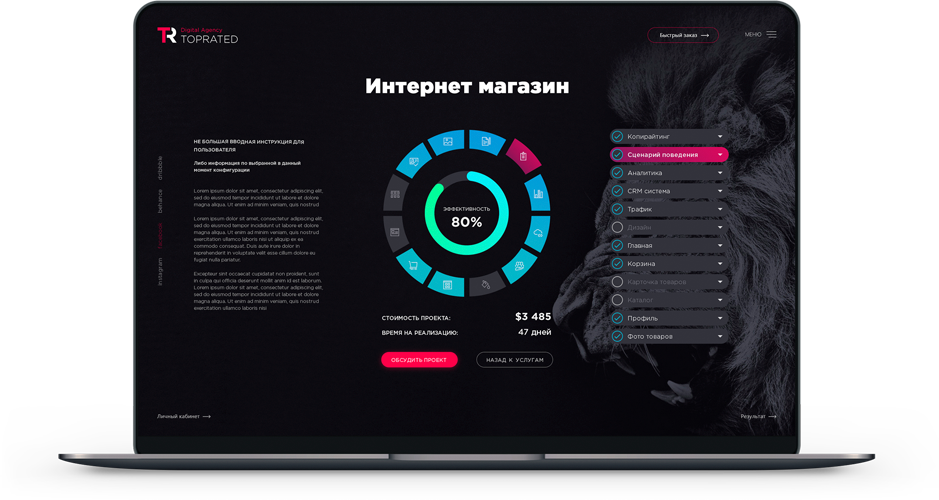 Digital Agency
TOPRATED
Быстрый заказ
МЕНЮ
Интернет магазин
НЕ БОЛЬШАЯ ВВОДНАЯ ИНСТРУКЦИЯ ДЛЯ
ПОЛЬЗОВАТЕЛЯ
Либо информация по выбранной в данный
момент конфигурации
Lorem ipsum dolor sit amet, consectetur adipiscing elit,
sed do eiusmod tempor incididunt ut labore et dolore
magna aliqua. Ut enim ad minim veniam, quis nostrud
Lorem ipsum dolor sit amet, consectetur adipiscing elit,
sed do eiusmod tempor incididunt ut labore et dolore
magna aliqua. Ut enim ad minim veniam, quis nostrud
exercitation ullamco laboris nisi ut aliquip ex ea
commodo consequat. Duis aute irure dolor in
reprehenderit in voluptate velit esse cillum dolore eu
fugiat nulla pariatur
Excepteur sint occaecat cupidatat non proident, sunt
in culpa qui officia deserunt mollit anim id est laborum.
Lorem ipsum dolor sit amet, consectetur adipiscing elit,
sed do eiusmod tempor incididunt ut labore et dolore
magna aliqua. Ut enim ad minim veniam, quis nostrud
exercitation ullamco laboris nisi
dribbble
behance
facebook
instagram
ЭФФЕКТИВНОСТЬ
80%
СТОИМОСТЬ ПРОЕКТА:
$3 485
ВРЕМЯ НА РЕАЛИЗАЦИЮ:
47 дней
ОБСУДИТЬ ПРОЕКТ
НАЗАД К УСЛУГАМ
Копирайтинг
Сценарий поведения
Аналитика
CRM система
Трафик
Дизайн
Главная
Корзина
Карточка товаров
Каталог
Профиль
Фото товаров
Личный кабинет
Результат